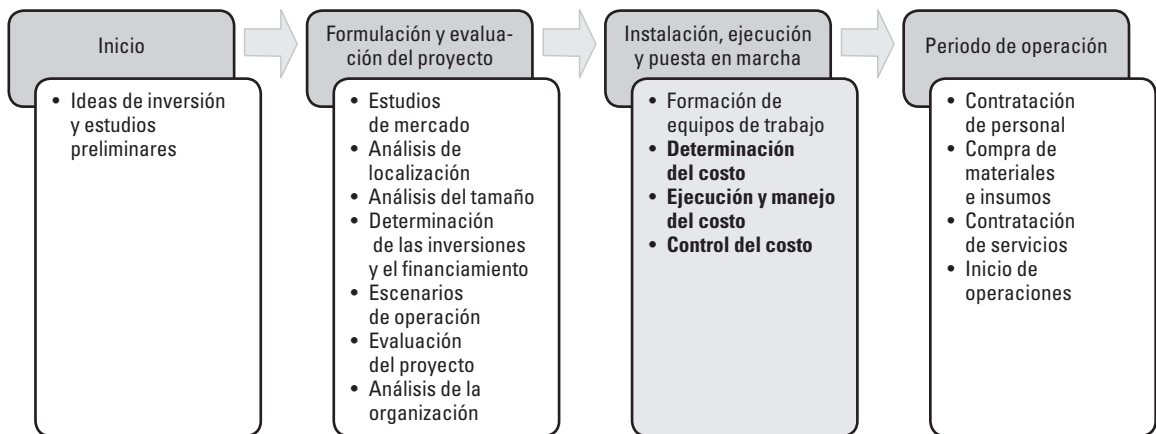 Inicio
• Ideas de inversión
y estudios
preliminares
Formulación y evalua-
ción del proyecto
• Estudios
de mercado
• Análisis de
localización
• Análisis del tamaño
• Determinación
de las inversiones
y el financiamiento
• Escenarios
de operación
• Evaluación
del proyecto
• Análisis de la
organización
Instalación, ejecución
y puesta en marcha
• Formación de
equipos de trabajo
• Determinación
del costo
• Ejecución y manejo
del costo
• Control del costo
Periodo de operación
• Contratación
de personal
• Compra de
materiales
e insumos
• Contratación
de servicios
• Inicio de
operaciones